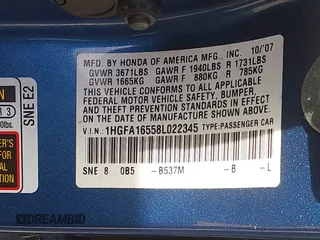 MFD. BY HONDA OF AMERICA MFG., INC. 10/07
GVWR 3671LBS GAWR F 1940LBS R 1731LBS
GVWR 1665KG GAWR F 880KG R 785KG
THIS VEHICLE CONFORMS TO ALL APPLICABLE
FEDERAL MOTOR VEHICLE SAFETY, BUMPER,
AND THEFT PREVENTION STANDARDS IN EFFECT
ON THE DATE OF MANUFACTURE SHOWN ABOVE.
V.I.N. 1HGFA16558L022345 TYPE:PASSENGER CAR
SNE 8 0B5 -B537M -B -L
SNE E2
3
0lbs.
DREAMBID